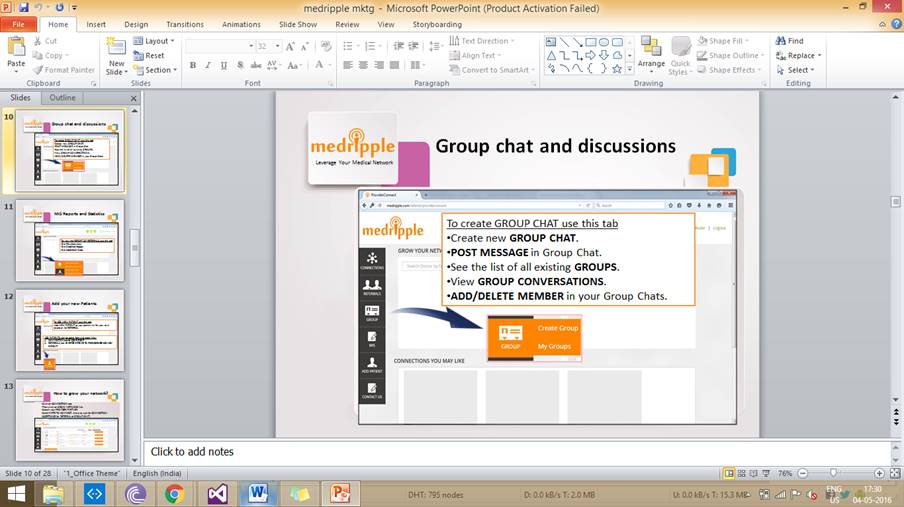 medripple mktg - Microsoft PowerPoint (Product Activation Failed)
File Home Insert Design Transitions Animations Slide Show Review View Storyboarding
Paste
Cut
Copy
Format Painter
Clipboard
New
Slide
Layout
Reset
Section
Slides
32
B I U S abc AV Aa A
Font
Paragraph
Text Direction
Align Text
Convert to SmartArt
Arrange
Quick
Styles
Shape Fill
Shape Outline
Shape Effects
Drawing
Find
Replace
Select
Editing
Slides Outline
10
Group chat and discussions
11
MIS Reports and Statistics
12
Add your new Patients
13
How to grow your network?
medripple
Leverage Your Medical Network
Group chat and discussions
ProviderConnect
Search
medripple
Logout
GROW YOUR NETW
CONNECTIONS
REFERRALS
GROUP
MIS
ADD PATIENT
CONTACT US
To create GROUP CHAT use this tab
•Create new GROUP CHAT.
•POST MESSAGE in Group Chat.
•See the list of all existing GROUPS.
•View GROUP CONVERSATIONS.
•ADD/DELETE MEMBER in your Group Chats.
GROUP
Create Group
My Groups
CONNECTIONS YOU MAY LIKE
Click to add notes
Slide 10 of 28 "1_Office Theme" English (India) 76%
DHT: 795 nodes D: 0.0 kB/s T: 2.0 MB U: 0.0 kB/s T: 15.3 MB
ENG
US
17:30
04-05-2016